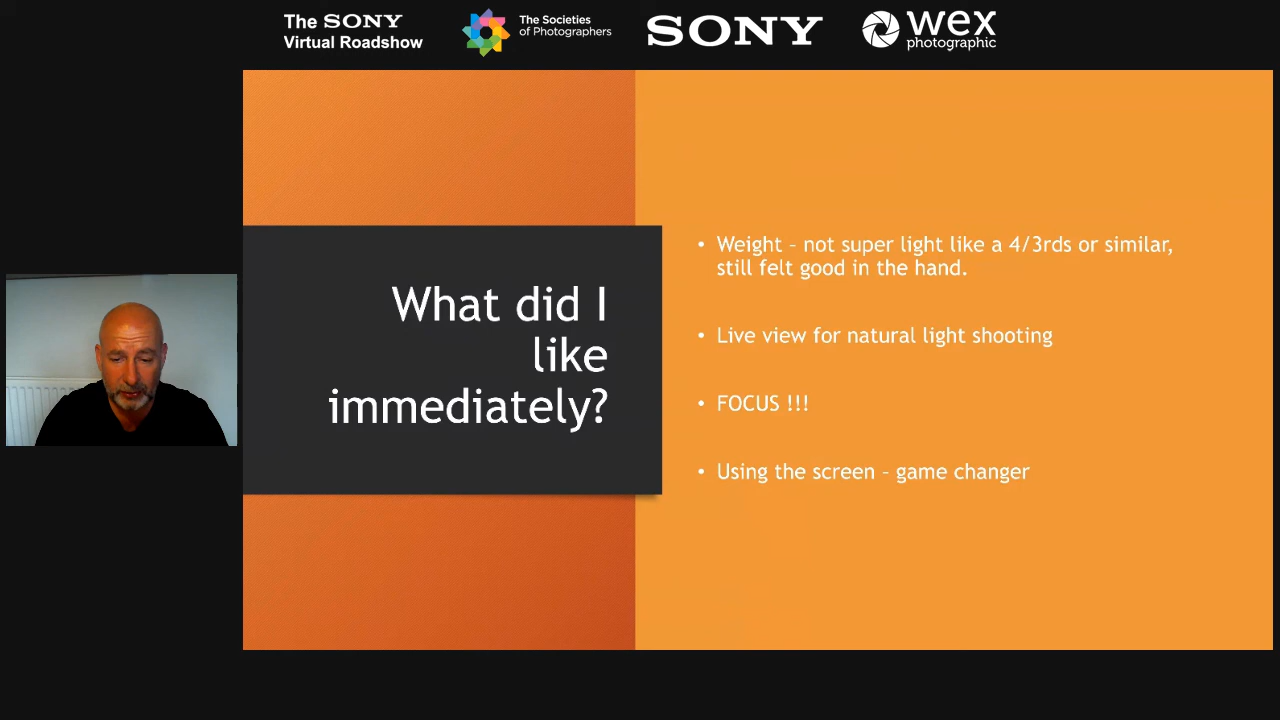 The SONY
Virtual Roadshow
The Societies
of Photographers
SONY
wex
photographic
What did I
like
immediately?
• Weight – not super light like a 4/3rds or similar,
still felt good in the hand.
• Live view for natural light shooting
• FOCUS !!!
• Using the screen – game changer